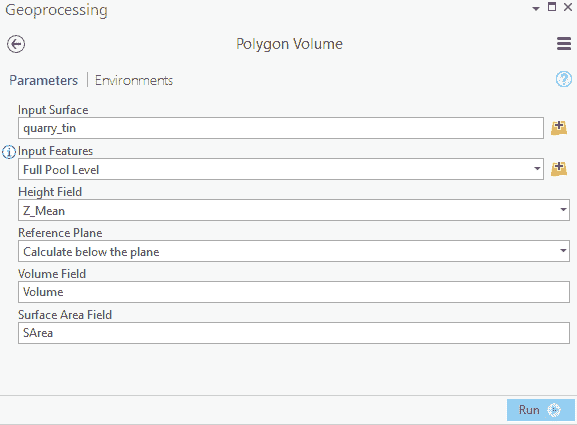 Geoprocessing
Polygon Volume
Parameters Environments
Input Surface
quarry_tin
Input Features
Full Pool Level
Height Field
Z_Mean
Reference Plane
Calculate below the plane
Volume Field
Volume
Surface Area Field
SArea
Run